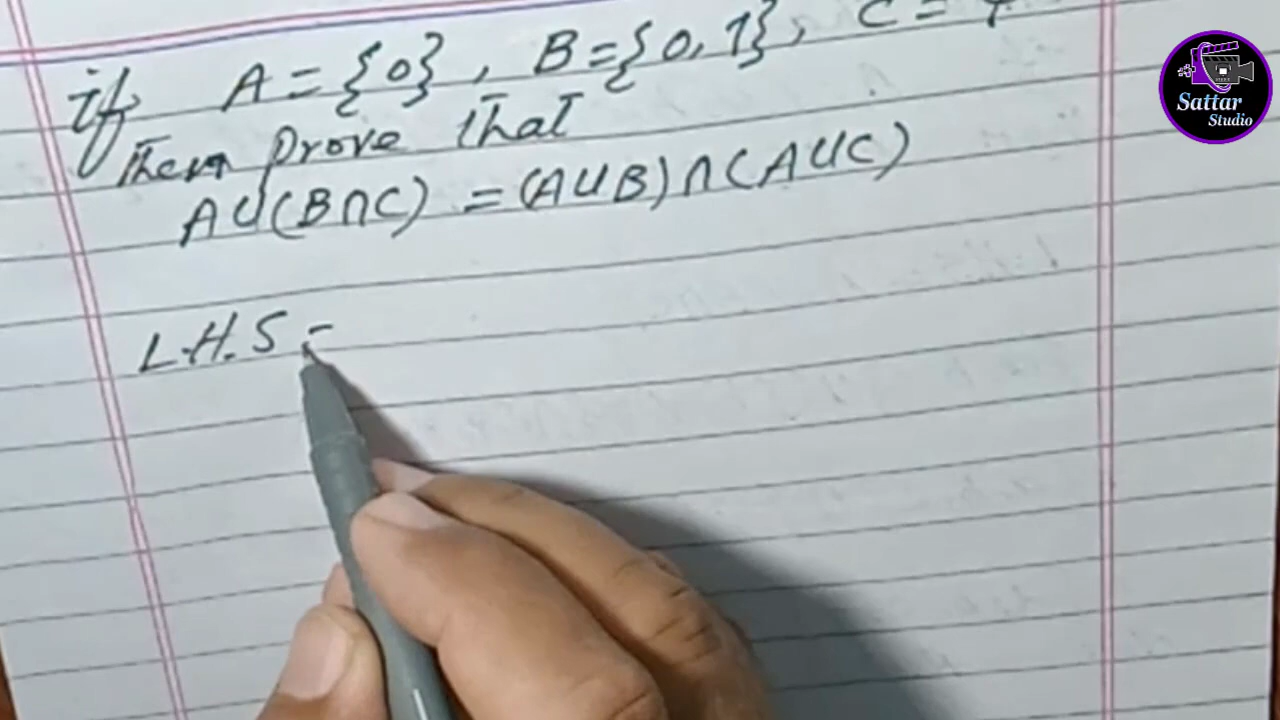 if A = {0}, B={0,1}, C =
Then Prove that
A∪(B∩C) = (A∪B)∩(A∪C)
L.H.S -
Sattar
Studio